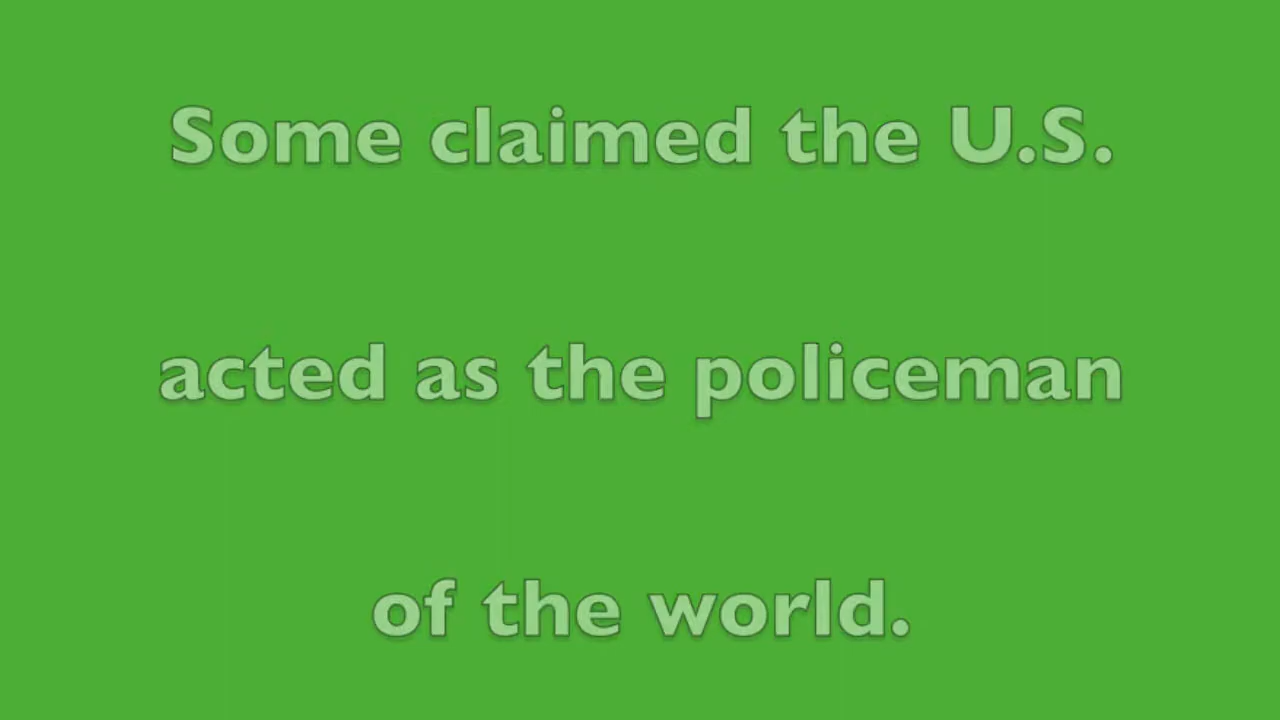 Some claimed the U.S.
acted as the policeman
of the world.